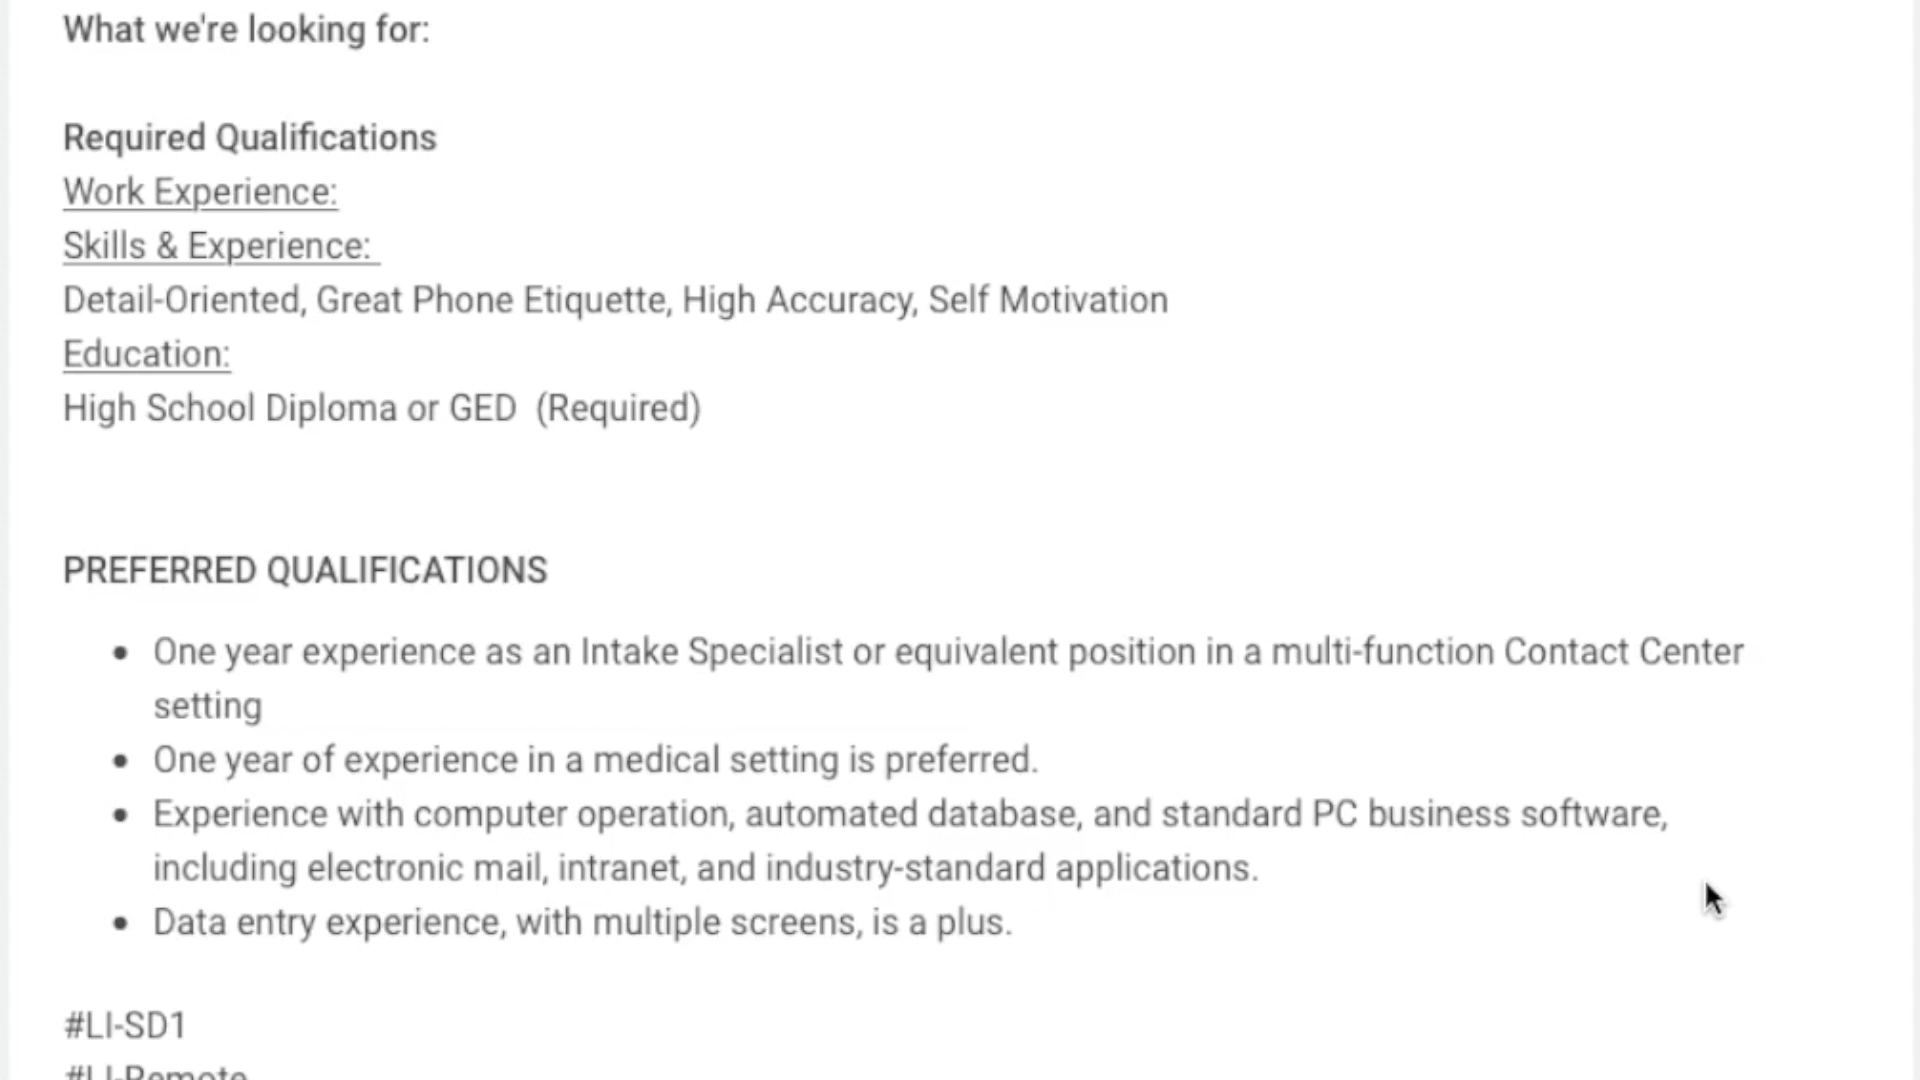 What we're looking for:
Required Qualifications
Work Experience:
Skills & Experience:
Detail-Oriented, Great Phone Etiquette, High Accuracy, Self Motivation
Education:
High School Diploma or GED  (Required)
PREFERRED QUALIFICATIONS
• One year experience as an Intake Specialist or equivalent position in a multi-function Contact Center
setting
• One year of experience in a medical setting is preferred.
• Experience with computer operation, automated database, and standard PC business software,
including electronic mail, intranet, and industry-standard applications.
• Data entry experience, with multiple screens, is a plus.
#LI-SD1
#LI-Remote